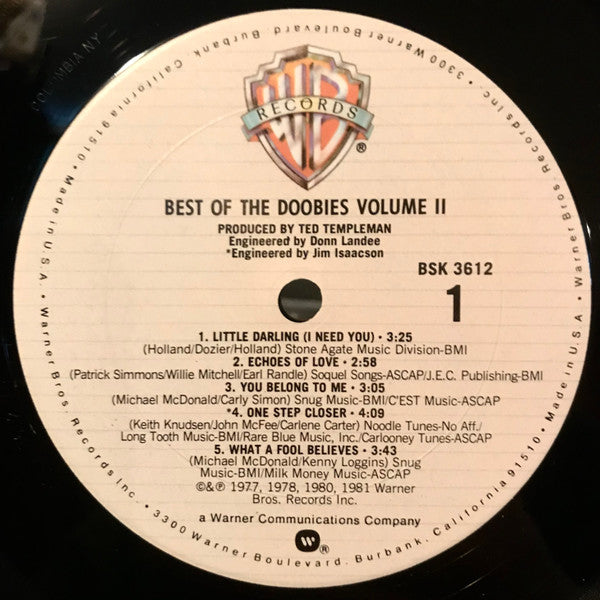 COLUMBIA NY
3300 Warner Boulevard, Burbank, California 91510 • Made in U.S.A. • Warner Bros. Records Inc. • 3300 Warner Boulevard, Burbank, California 91510 • Made in U.S.A. • Warner Bros. Records Inc. •
WB
RECORDS
®
BEST OF THE DOOBIES VOLUME II
PRODUCED BY TED TEMPLEMAN
Engineered by Donn Landee
*Engineered by Jim Isaacson
BSK 3612
1
1. LITTLE DARLING (I NEED YOU) • 3:25
(Holland/Dozier/Holland) Stone Agate Music Division-BMI
2. ECHOES OF LOVE • 2:58
(Patrick Simmons/Willie Mitchell/Earl Randle) Soquel Songs-ASCAP/J.E.C. Publishing-BMI
3. YOU BELONG TO ME • 3:05
(Michael McDonald/Carly Simon) Snug Music-BMI/C'EST Music-ASCAP
*4. ONE STEP CLOSER • 4:09
(Keith Knudsen/John McFee/Carlene Carter) Noodle Tunes-No Aff./
Long Tooth Music-BMI/Rare Blue Music, Inc./Carlooney Tunes-ASCAP
5. WHAT A FOOL BELIEVES • 3:43
(Michael McDonald/Kenny Loggins) Snug
Music-BMI/Milk Money Music-ASCAP
©&℗ 1977, 1978, 1980, 1981 Warner
Bros. Records Inc.
a Warner Communications Company
®